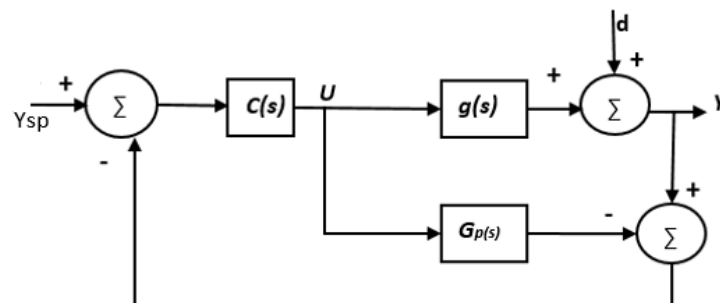 d
+
+
+
Σ
C(s)
U
g(s)
Σ
Y
Ysp
-
+
Gp(s)
-
Σ